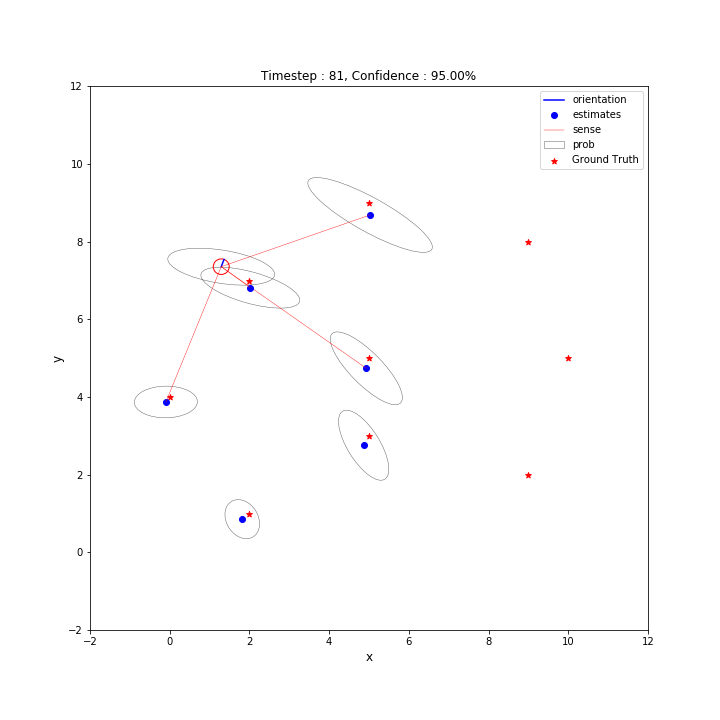 Timestep : 81, Confidence : 95.00%
orientation
estimates
sense
prob
Ground Truth
12
10
8
6
4
2
0
−2
y
−2 0 2 4 6 8 10 12
x